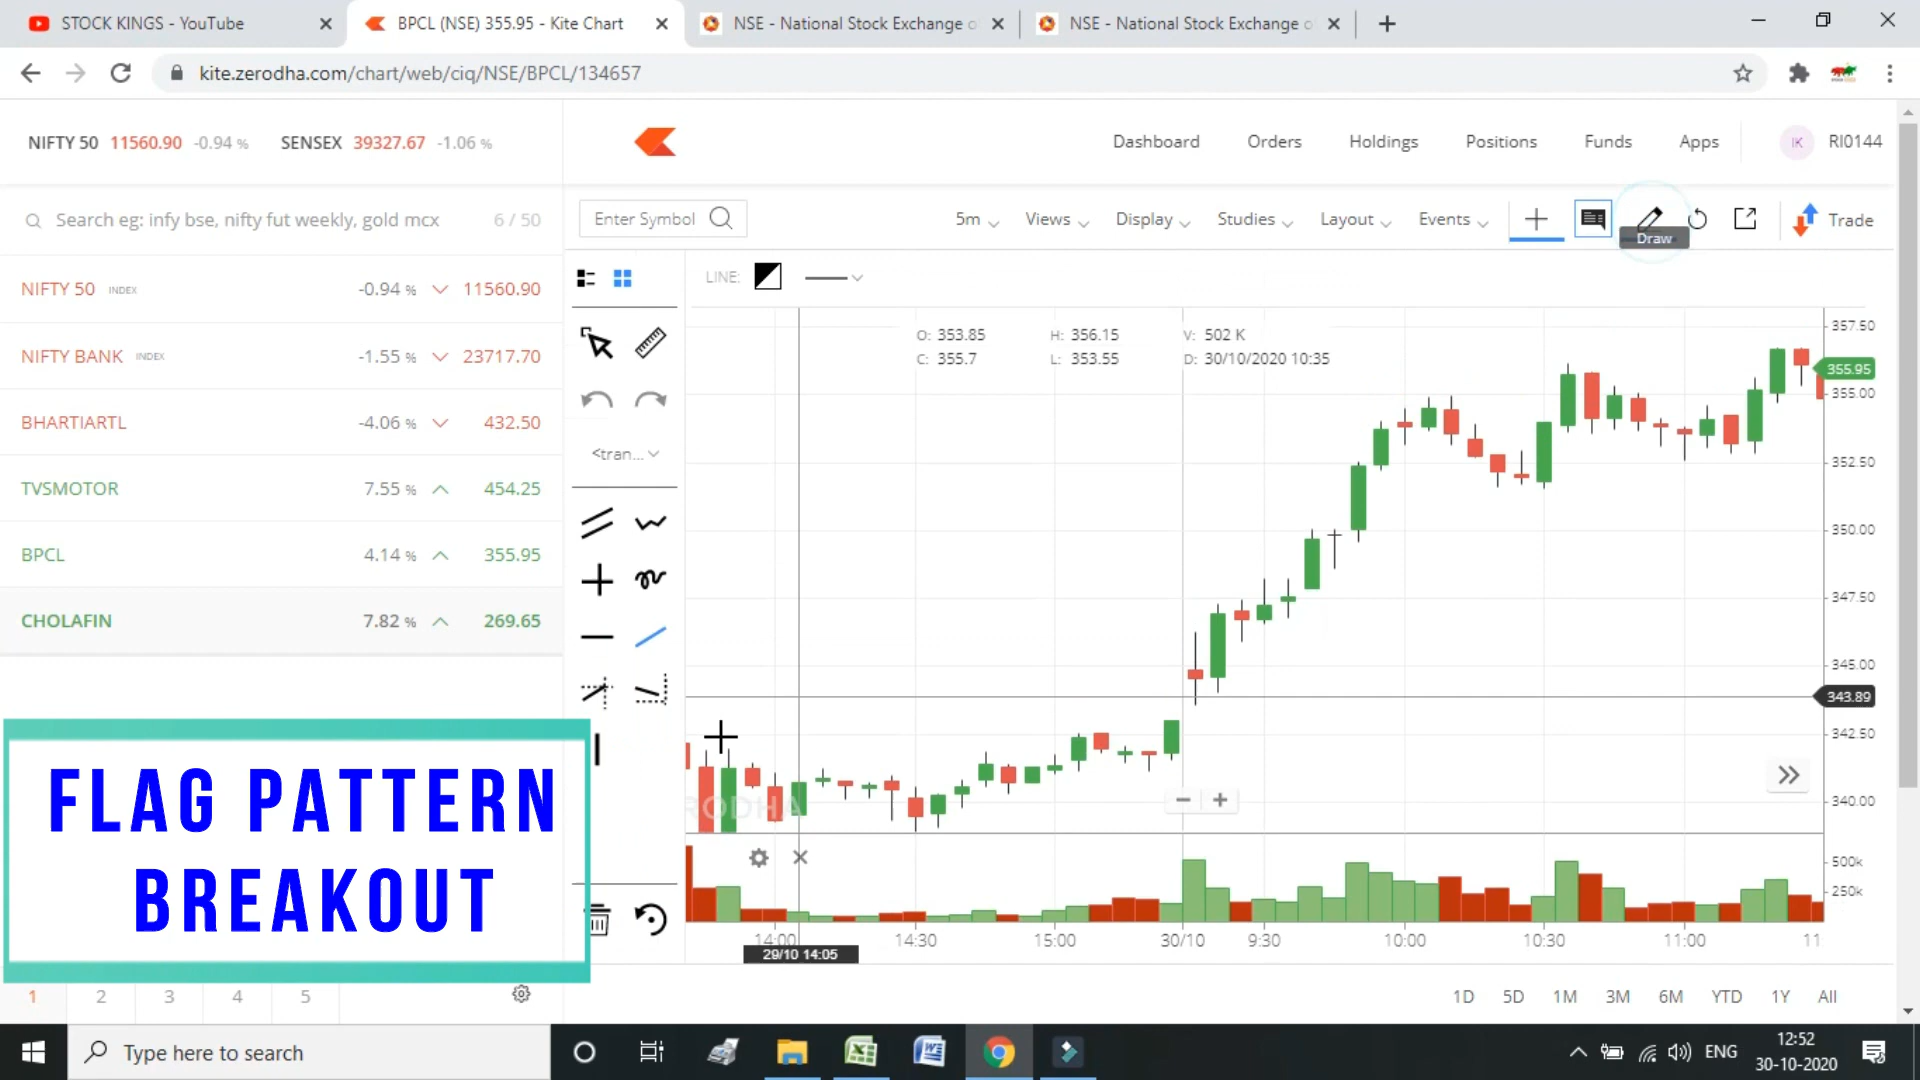 STOCK KINGS - YouTube
BPCL (NSE) 355.95 - Kite Chart
NSE - National Stock Exchange o
NSE - National Stock Exchange o
kite.zerodha.com/chart/web/ciq/NSE/BPCL/134657
NIFTY 50 11560.90 -0.94 % SENSEX 39327.67 -1.06 %
Dashboard Orders Holdings Positions Funds Apps IK RI0144
Search eg: infy bse, nifty fut weekly, gold mcx 6 / 50
Enter Symbol 5m Views Display Studies Layout Events Trade
Draw
NIFTY 50 INDEX -0.94 % 11560.90
NIFTY BANK INDEX -1.55 % 23717.70
BHARTIARTL -4.06 % 432.50
TVSMOTOR 7.55 % 454.25
BPCL 4.14 % 355.95
CHOLAFIN 7.82 % 269.65
LINE:
<tran...
O: 353.85 H: 356.15 V: 502 K
C: 355.7 L: 353.55 D: 30/10/2020 10:35
357.50
355.95
355.00
352.50
350.00
347.50
345.00
343.89
342.50
340.00
500k
250k
14:00 14:30 15:00 30/10 9:30 10:00 10:30 11:00 11
29/10 14:05
FLAG PATTERN
BREAKOUT
1 2 3 4 5
1D 5D 1M 3M 6M YTD 1Y All
Type here to search
ENG
12:52
30-10-2020